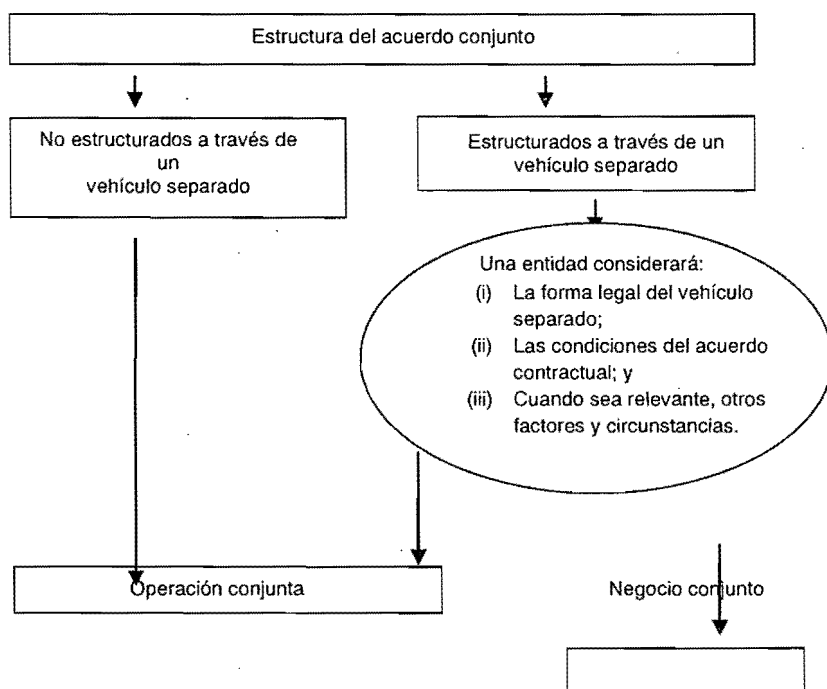 Estructura del acuerdo conjunto
No estructurados a través de
un
vehículo separado
Estructurados a través de un
vehículo separado
Una entidad considerará:
(i) La forma legal del vehículo
separado;
(ii) Las condiciones del acuerdo
contractual; y
(iii) Cuando sea relevante, otros
factores y circunstancias.
Operación conjunta
Negocio conjunto